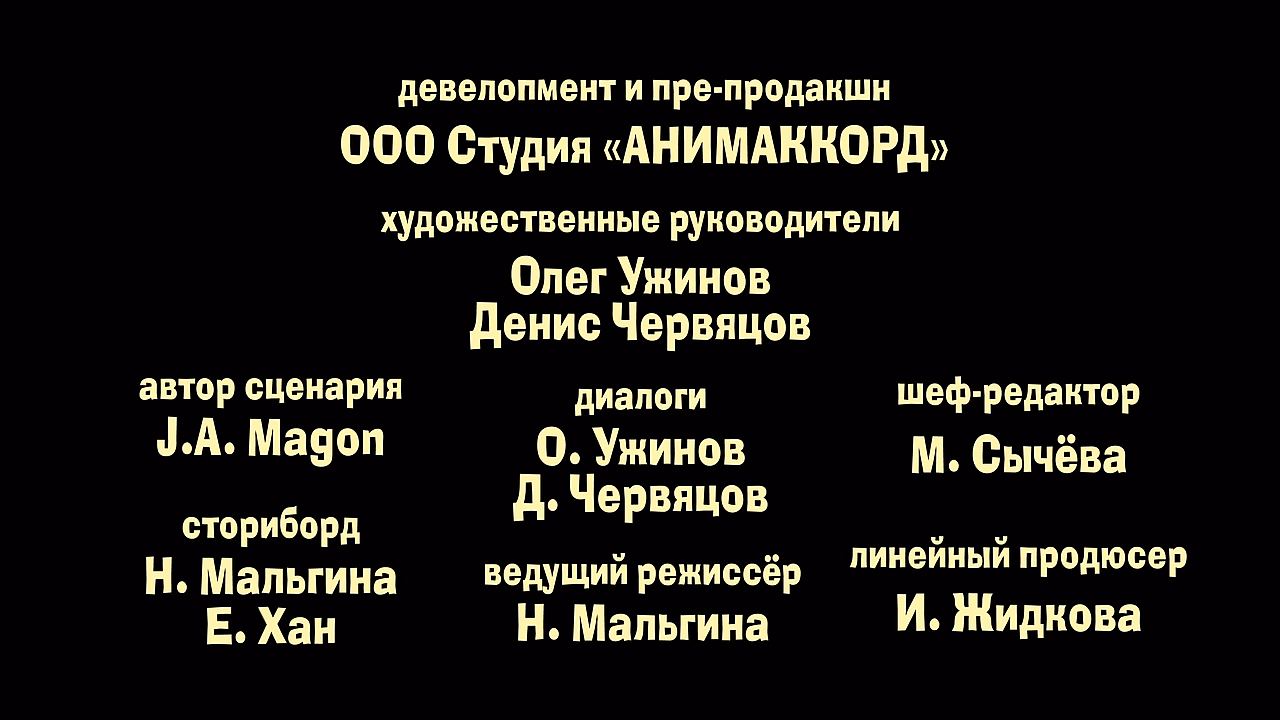 девелопмент и пре-продакшн
ООО Студия «АНИМАККОРД»
художественные руководители
Олег Ужинов
Денис Червяцов
автор сценария
J.A. Magon
сториборд
Н. Мальгина
Е. Хан
диалоги
О. Ужинов
Д. Червяцов
ведущий режиссёр
Н. Мальгина
шеф-редактор
М. Сычёва
линейный продюсер
И. Жидкова